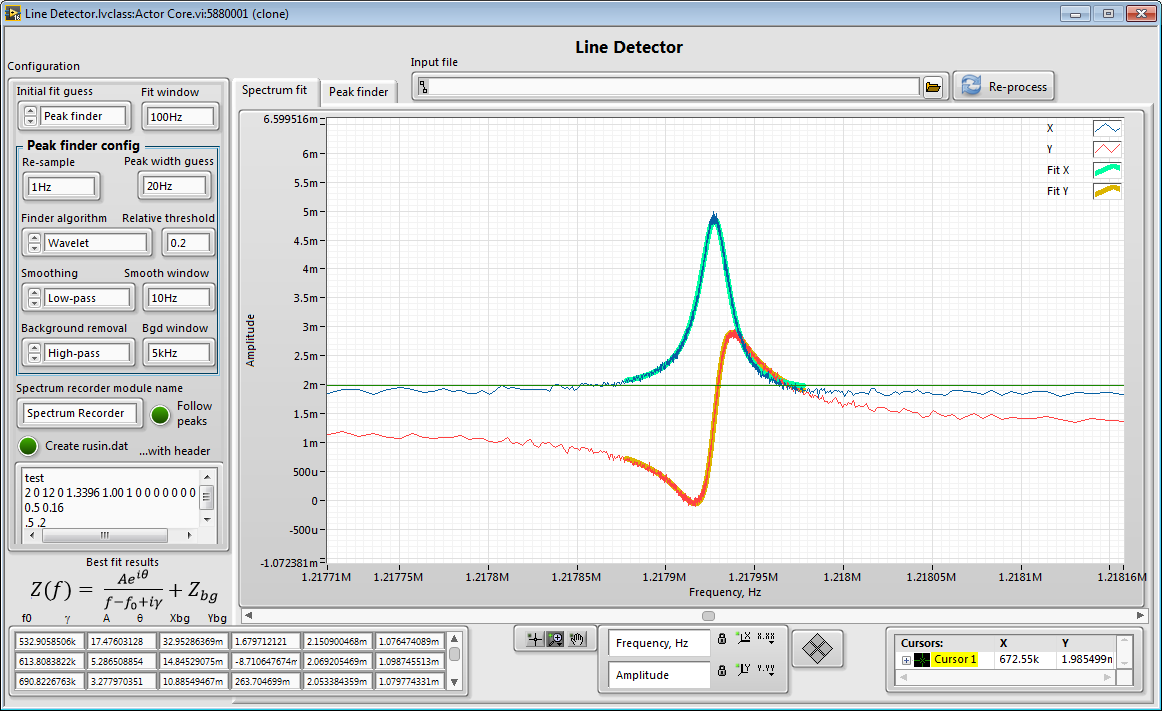 Line Detector.lvclass:Actor Core.vi:5880001 (clone)
Line Detector
Configuration
Input file
Initial fit guess
Fit window
Peak finder
100Hz
Spectrum fit
Peak finder
Re-process
Peak finder config
Re-sample
Peak width guess
1Hz
20Hz
Finder algorithm
Relative threshold
Wavelet
0.2
Smoothing
Smooth window
Low-pass
10Hz
Background removal
Bgd window
High-pass
5kHz
Spectrum recorder module name
Spectrum Recorder
Follow
peaks
Create rusin.dat
...with header
test
2 0 12 0 1.3396 1.00 1 0 0 0 0 0 0 0
0.5 0.16
.5 .2
6.599516m
6m
5.5m
5m
4.5m
4m
3.5m
3m
2.5m
2m
1.5m
1m
500u
0
-500u
-1.072381m
Amplitude
X
Y
Fit X
Fit Y
1.21771M 1.21775M 1.2178M 1.21785M 1.2179M 1.21795M 1.218M 1.21805M 1.2181M 1.21816M
Frequency, Hz
Best fit results
Z(f) = Ae^{iθ} / (f−f₀+iγ) + Z_{bg}
f0 γ A θ Xbg Ybg
532.9058506k 17.47603128 32.95286369m 1.679712121 2.150900468m 1.076474089m
613.8083822k 5.286508854 14.84529075m -8.710647674m 2.069205469m 1.098745513m
690.8226763k 3.277970351 10.88549467m 263.704699m 2.053384359m 1.079774331m
Frequency, Hz
X.XX
Amplitude
Y.YY
Cursors: X Y
Cursor 1 672.55k 1.985499m